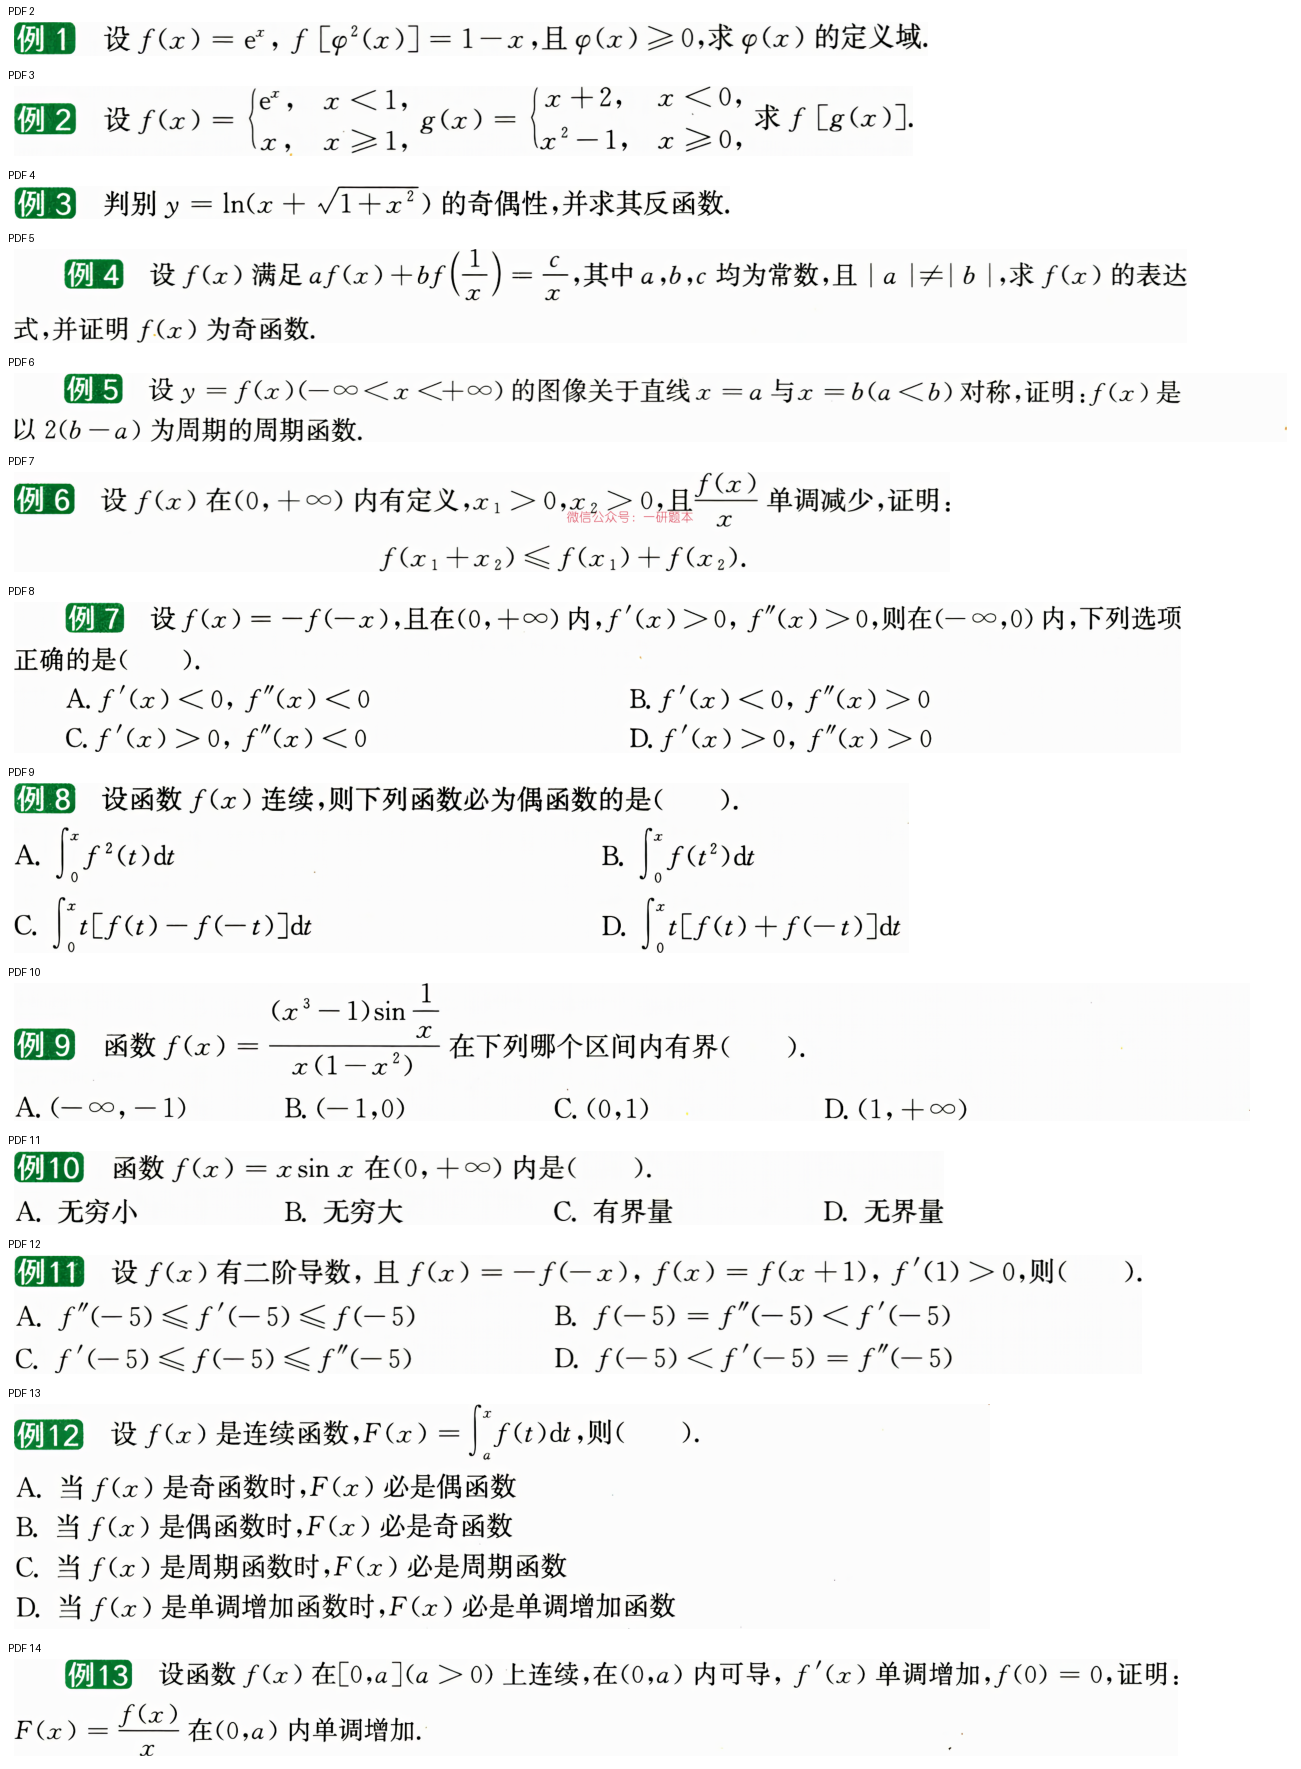 PDF 2
例 1 设 f(x) = eˣ, f [φ²(x)] = 1－x,且 φ(x) ⩾ 0,求 φ(x) 的定义域.
PDF 3
例 2 设 f(x) = { eˣ, x < 1, x, x ⩾ 1, g(x) = { x + 2, x < 0, x² － 1, x ⩾ 0, 求 f [g(x)].
PDF 4
例 3 判别 y = ln(x + √(1+x²)) 的奇偶性,并求其反函数.
PDF 5
例 4 设 f(x) 满足 af(x) + bf(1/x) = c/x,其中 a,b,c 均为常数,且 | a | ≠ | b |,求 f(x) 的表达
式,并证明 f(x) 为奇函数.
PDF 6
例 5 设 y = f(x)(－∞ < x < +∞) 的图像关于直线 x = a 与 x = b(a < b) 对称,证明:f(x) 是
以 2(b－a) 为周期的周期函数.
PDF 7
例 6 设 f(x) 在(0, +∞) 内有定义,x₁ > 0,x₂ > 0,且 f(x)/x 单调减少,证明:
微信公众号：一研题本
f(x₁ + x₂) ⩽ f(x₁) + f(x₂).
PDF 8
例 7 设 f(x) = －f(－x),且在(0, +∞) 内,f′(x) > 0, f″(x) > 0,则在(－∞,0) 内,下列选项
正确的是( ).
A. f′(x) < 0, f″(x) < 0 B. f′(x) < 0, f″(x) > 0
C. f′(x) > 0, f″(x) < 0 D. f′(x) > 0, f″(x) > 0
PDF 9
例 8 设函数 f(x) 连续,则下列函数必为偶函数的是( ).
A. ∫₀ˣ f²(t)dt B. ∫₀ˣ f(t²)dt
C. ∫₀ˣ t[f(t) － f(－t)]dt D. ∫₀ˣ t[f(t) + f(－t)]dt
PDF 10
例 9 函数 f(x) = (x³ － 1)sin(1/x) / x(1－x²) 在下列哪个区间内有界( ).
A. (－∞, －1) B. (－1,0) C. (0,1) D. (1, +∞)
PDF 11
例10 函数 f(x) = x sin x 在(0, +∞) 内是( ).
A. 无穷小 B. 无穷大 C. 有界量 D. 无界量
PDF 12
例11 设 f(x) 有二阶导数, 且 f(x) = －f(－x), f(x) = f(x + 1), f′(1) > 0,则( ).
A. f″(－5) ⩽ f′(－5) ⩽ f(－5) B. f(－5) = f″(－5) < f′(－5)
C. f′(－5) ⩽ f(－5) ⩽ f″(－5) D. f(－5) < f′(－5) = f″(－5)
PDF 13
例12 设 f(x) 是连续函数,F(x) = ∫ₐˣ f(t)dt,则( ).
A. 当 f(x) 是奇函数时,F(x) 必是偶函数
B. 当 f(x) 是偶函数时,F(x) 必是奇函数
C. 当 f(x) 是周期函数时,F(x) 必是周期函数
D. 当 f(x) 是单调增加函数时,F(x) 必是单调增加函数
PDF 14
例13 设函数 f(x) 在[0,a](a > 0) 上连续,在(0,a) 内可导, f′(x) 单调增加,f(0) = 0,证明:
F(x) = f(x)/x 在(0,a) 内单调增加.